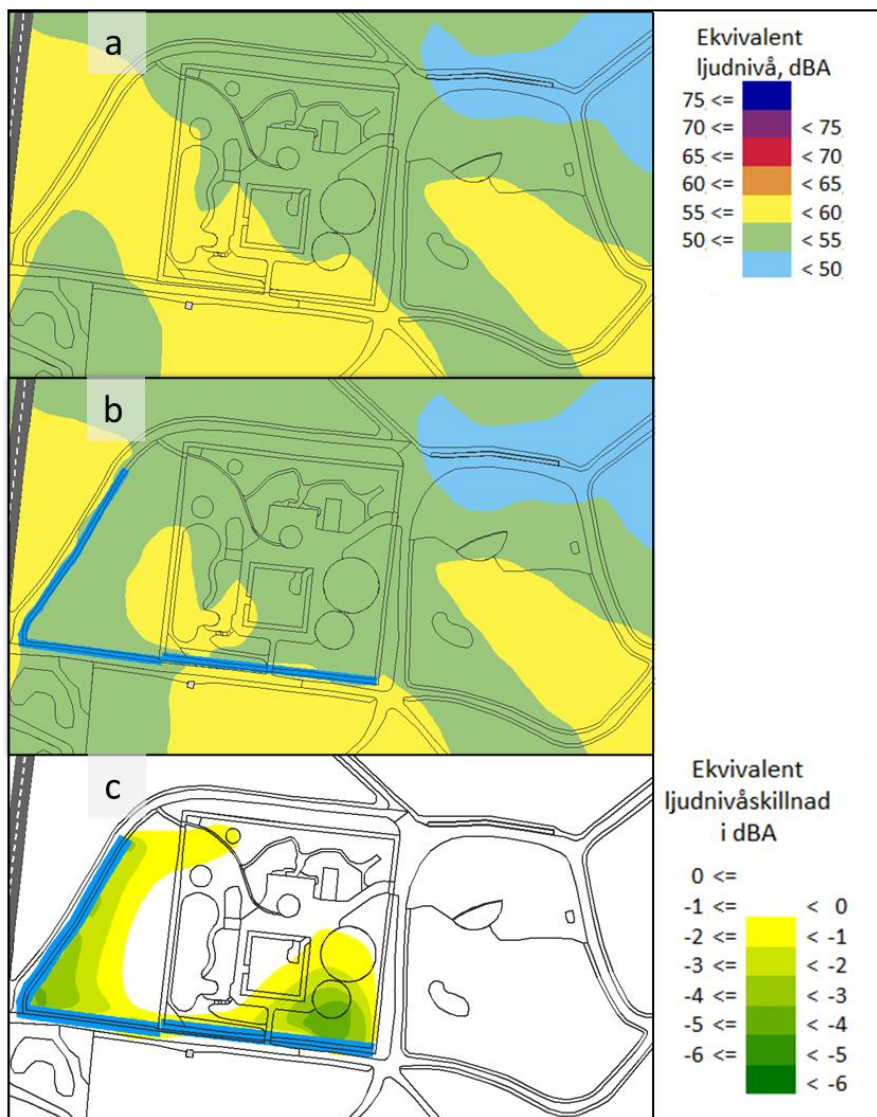 a
Ekvivalent
ljudnivå, dBA
75 <=
70 <= < 75
65 <= < 70
60 <= < 65
55 <= < 60
50 <= < 55
< 50
b
c
Ekvivalent
ljudnivåskillnad
i dBA
0 <=
-1 <= < 0
-2 <= < -1
-3 <= < -2
-4 <= < -3
-5 <= < -4
-6 <= < -5
< -6